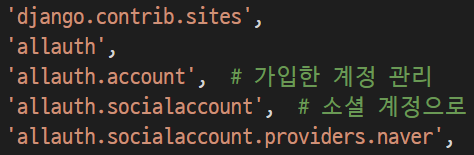 'django.contrib.sites',
'allauth',
'allauth.account',  # 가입한 계정 관리
'allauth.socialaccount',  # 소셜 계정으로
'allauth.socialaccount.providers.naver',